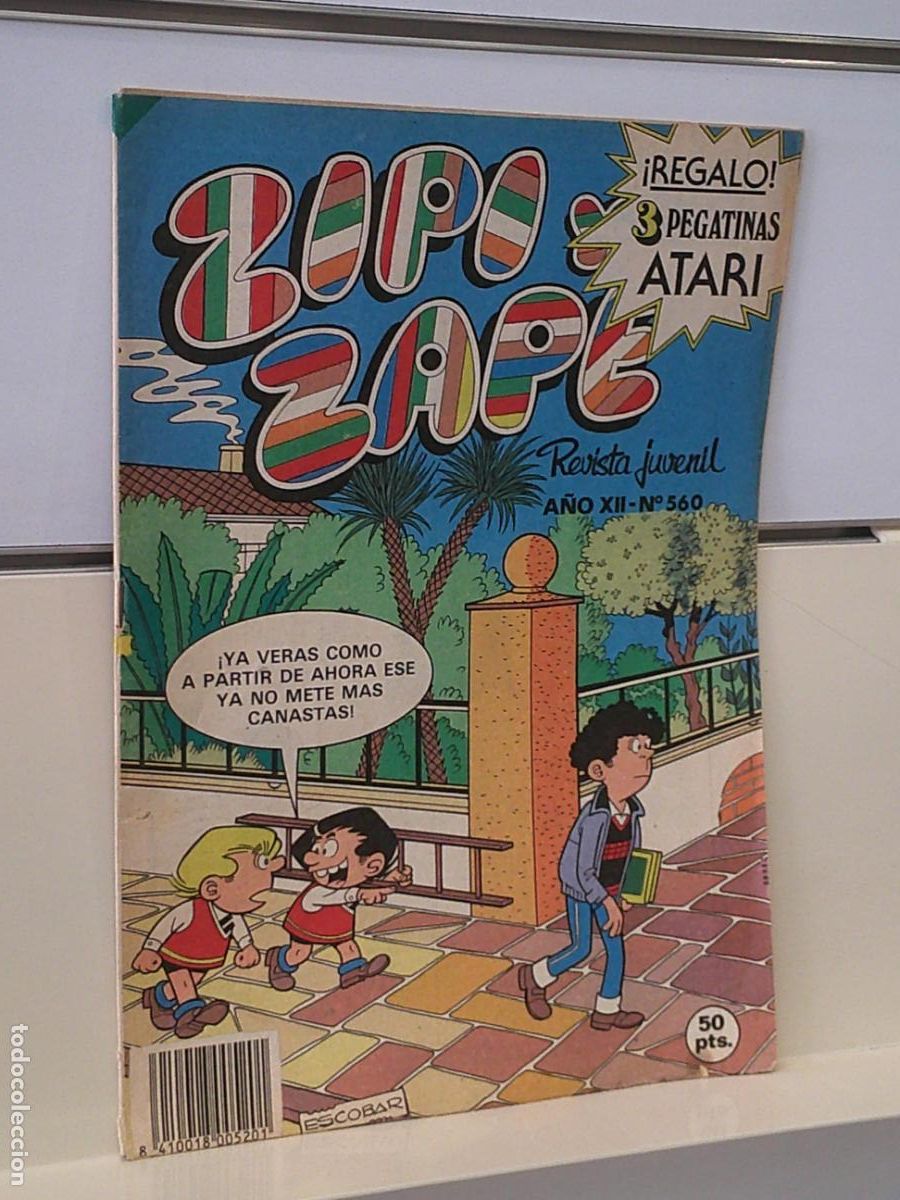 ZIPI Y
ZAPE
¡REGALO!
3 PEGATINAS
ATARI
Revista juvenil
AÑO XII-Nº 560
¡YA VERAS COMO
A PARTIR DE AHORA ESE
YA NO METE MAS
CANASTAS!
50
pts.
ESCOBAR
8 410018 005201
todocoleccion